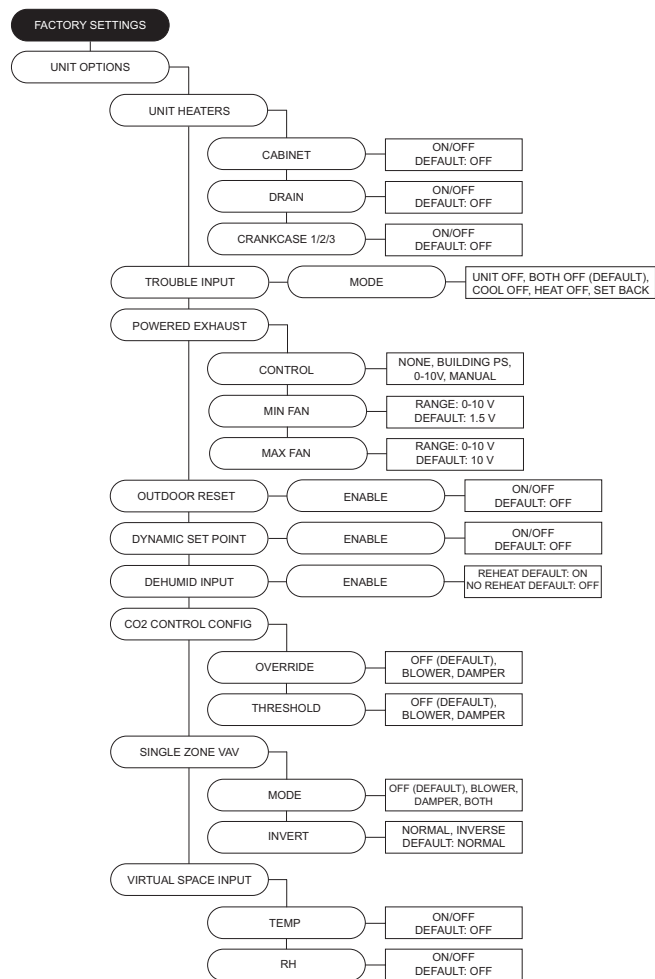 FACTORY SETTINGS
UNIT OPTIONS
UNIT HEATERS
CABINET
ON/OFF
DEFAULT: OFF
DRAIN
ON/OFF
DEFAULT: OFF
CRANKCASE 1/2/3
ON/OFF
DEFAULT: OFF
TROUBLE INPUT
MODE
UNIT OFF, BOTH OFF (DEFAULT),
COOL OFF, HEAT OFF, SET BACK
POWERED EXHAUST
CONTROL
NONE, BUILDING PS,
0-10V, MANUAL
MIN FAN
RANGE: 0-10 V
DEFAULT: 1.5 V
MAX FAN
RANGE: 0-10 V
DEFAULT: 10 V
OUTDOOR RESET
ENABLE
ON/OFF
DEFAULT: OFF
DYNAMIC SET POINT
ENABLE
ON/OFF
DEFAULT: OFF
DEHUMID INPUT
ENABLE
REHEAT DEFAULT: ON
NO REHEAT DEFAULT: OFF
CO2 CONTROL CONFIG
OVERRIDE
OFF (DEFAULT),
BLOWER, DAMPER
THRESHOLD
OFF (DEFAULT),
BLOWER, DAMPER
SINGLE ZONE VAV
MODE
OFF (DEFAULT), BLOWER,
DAMPER, BOTH
INVERT
NORMAL, INVERSE
DEFAULT: NORMAL
VIRTUAL SPACE INPUT
TEMP
ON/OFF
DEFAULT: OFF
RH
ON/OFF
DEFAULT: OFF